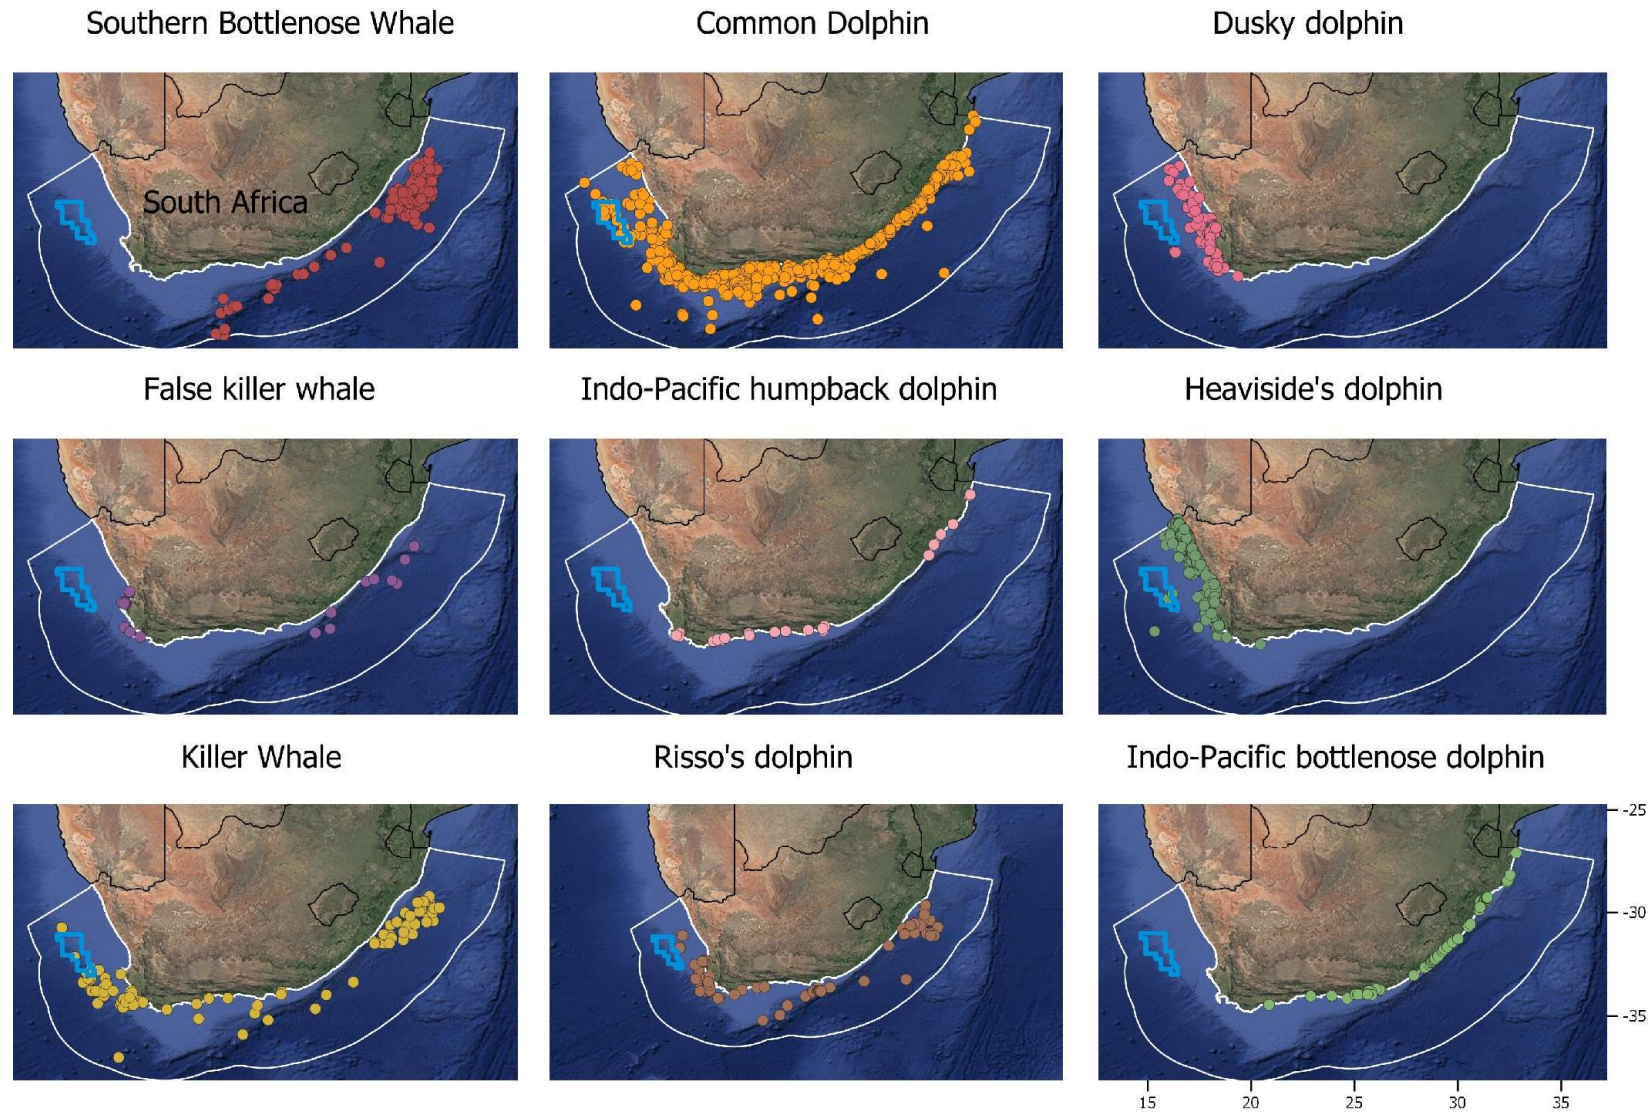 Southern Bottlenose Whale
Common Dolphin
Dusky dolphin
South Africa
False killer whale
Indo-Pacific humpback dolphin
Heaviside's dolphin
Killer Whale
Risso's dolphin
Indo-Pacific bottlenose dolphin
-25
-30
-35
15 20 25 30 35